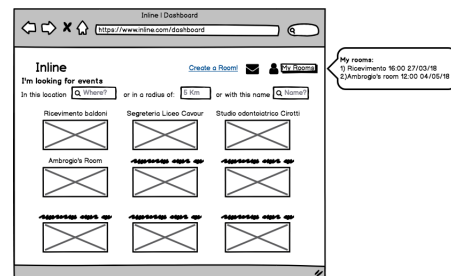 Inline | Dashboard
https://www.inline.com/dashboard
Inline
Create a Room!
My Rooms
I'm looking for events
In this location Where? or in a radius of: 5 Km or with this name Name?
Ricevimento baldoni Segreteria Liceo Cavour Studio odontoiatrico Cirotti
Ambrogio's Room
My rooms:
1) Ricevimento 16:00 27/03/18
2)Ambrogio's room 12:00 04/05/18